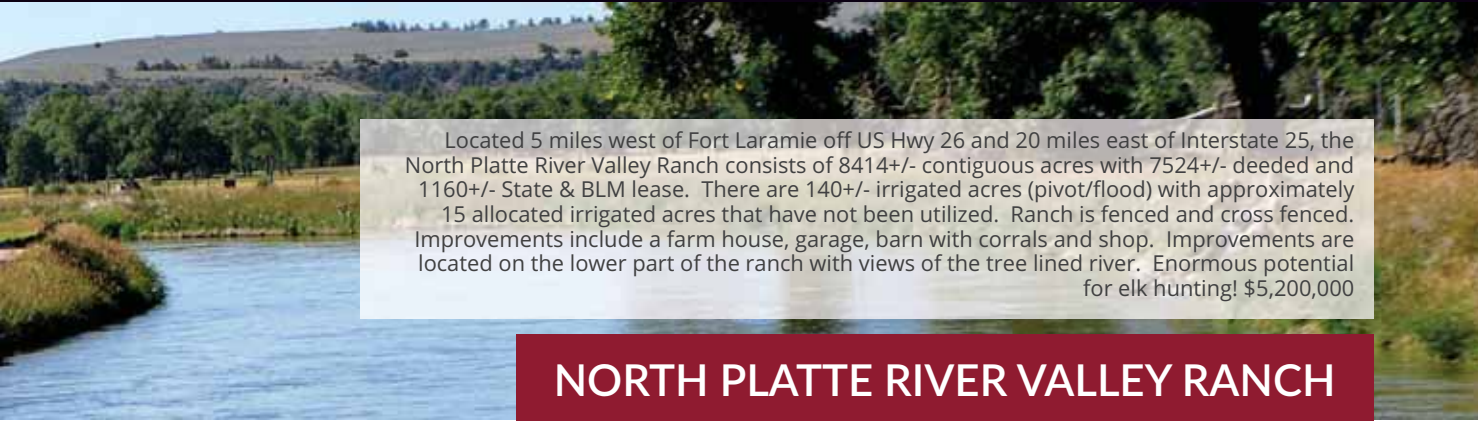 Located 5 miles west of Fort Laramie off US Hwy 26 and 20 miles east of Interstate 25, the
North Platte River Valley Ranch consists of 8414+/- contiguous acres with 7524+/- deeded and
1160+/- State & BLM lease.  There are 140+/- irrigated acres (pivot/flood) with approximately
15 allocated irrigated acres that have not been utilized.  Ranch is fenced and cross fenced.
Improvements include a farm house, garage, barn with corrals and shop.  Improvements are
located on the lower part of the ranch with views of the tree lined river.  Enormous potential
for elk hunting! $5,200,000
NORTH PLATTE RIVER VALLEY RANCH